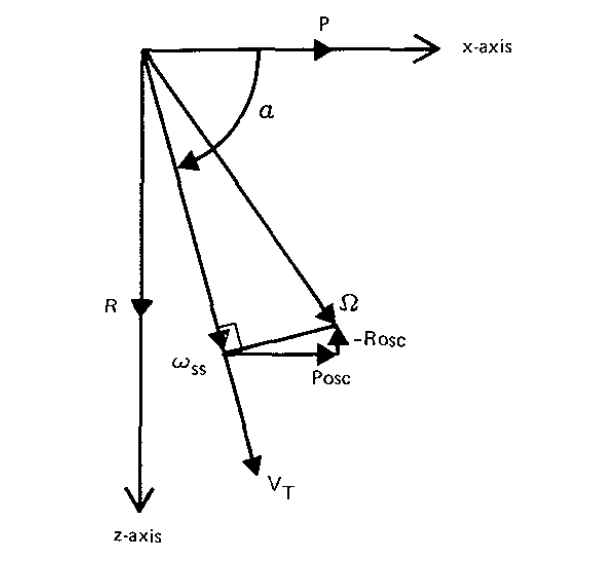 P
x-axis
a
R
Ω
-Rosc
ωss
Posc
VT
z-axis